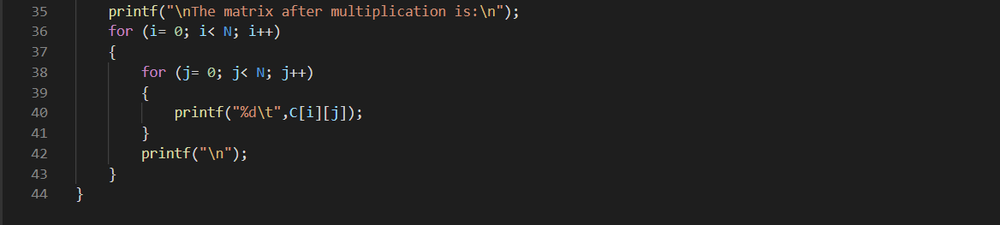 35 printf("\nThe matrix after multiplication is:\n");
36 for (i= 0; i< N; i++)
37 {
38 for (j= 0; j< N; j++)
39 {
40 printf("%d\t",C[i][j]);
41 }
42 printf("\n");
43 }
44 }